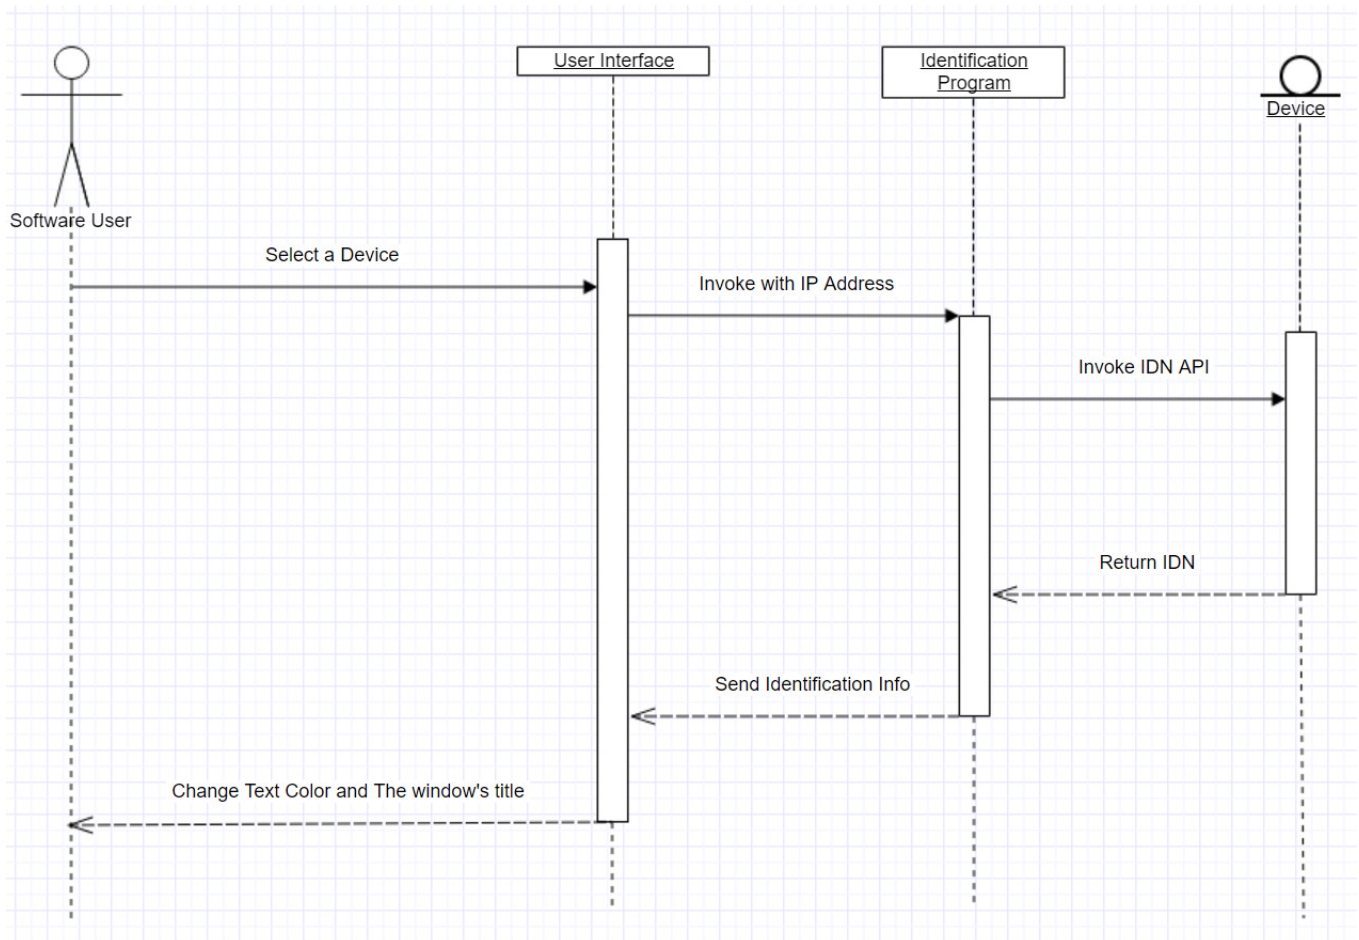 User Interface
Identification
Program
Device
Software User
Select a Device
Invoke with IP Address
Invoke IDN API
Return IDN
Send Identification Info
Change Text Color and The window's title